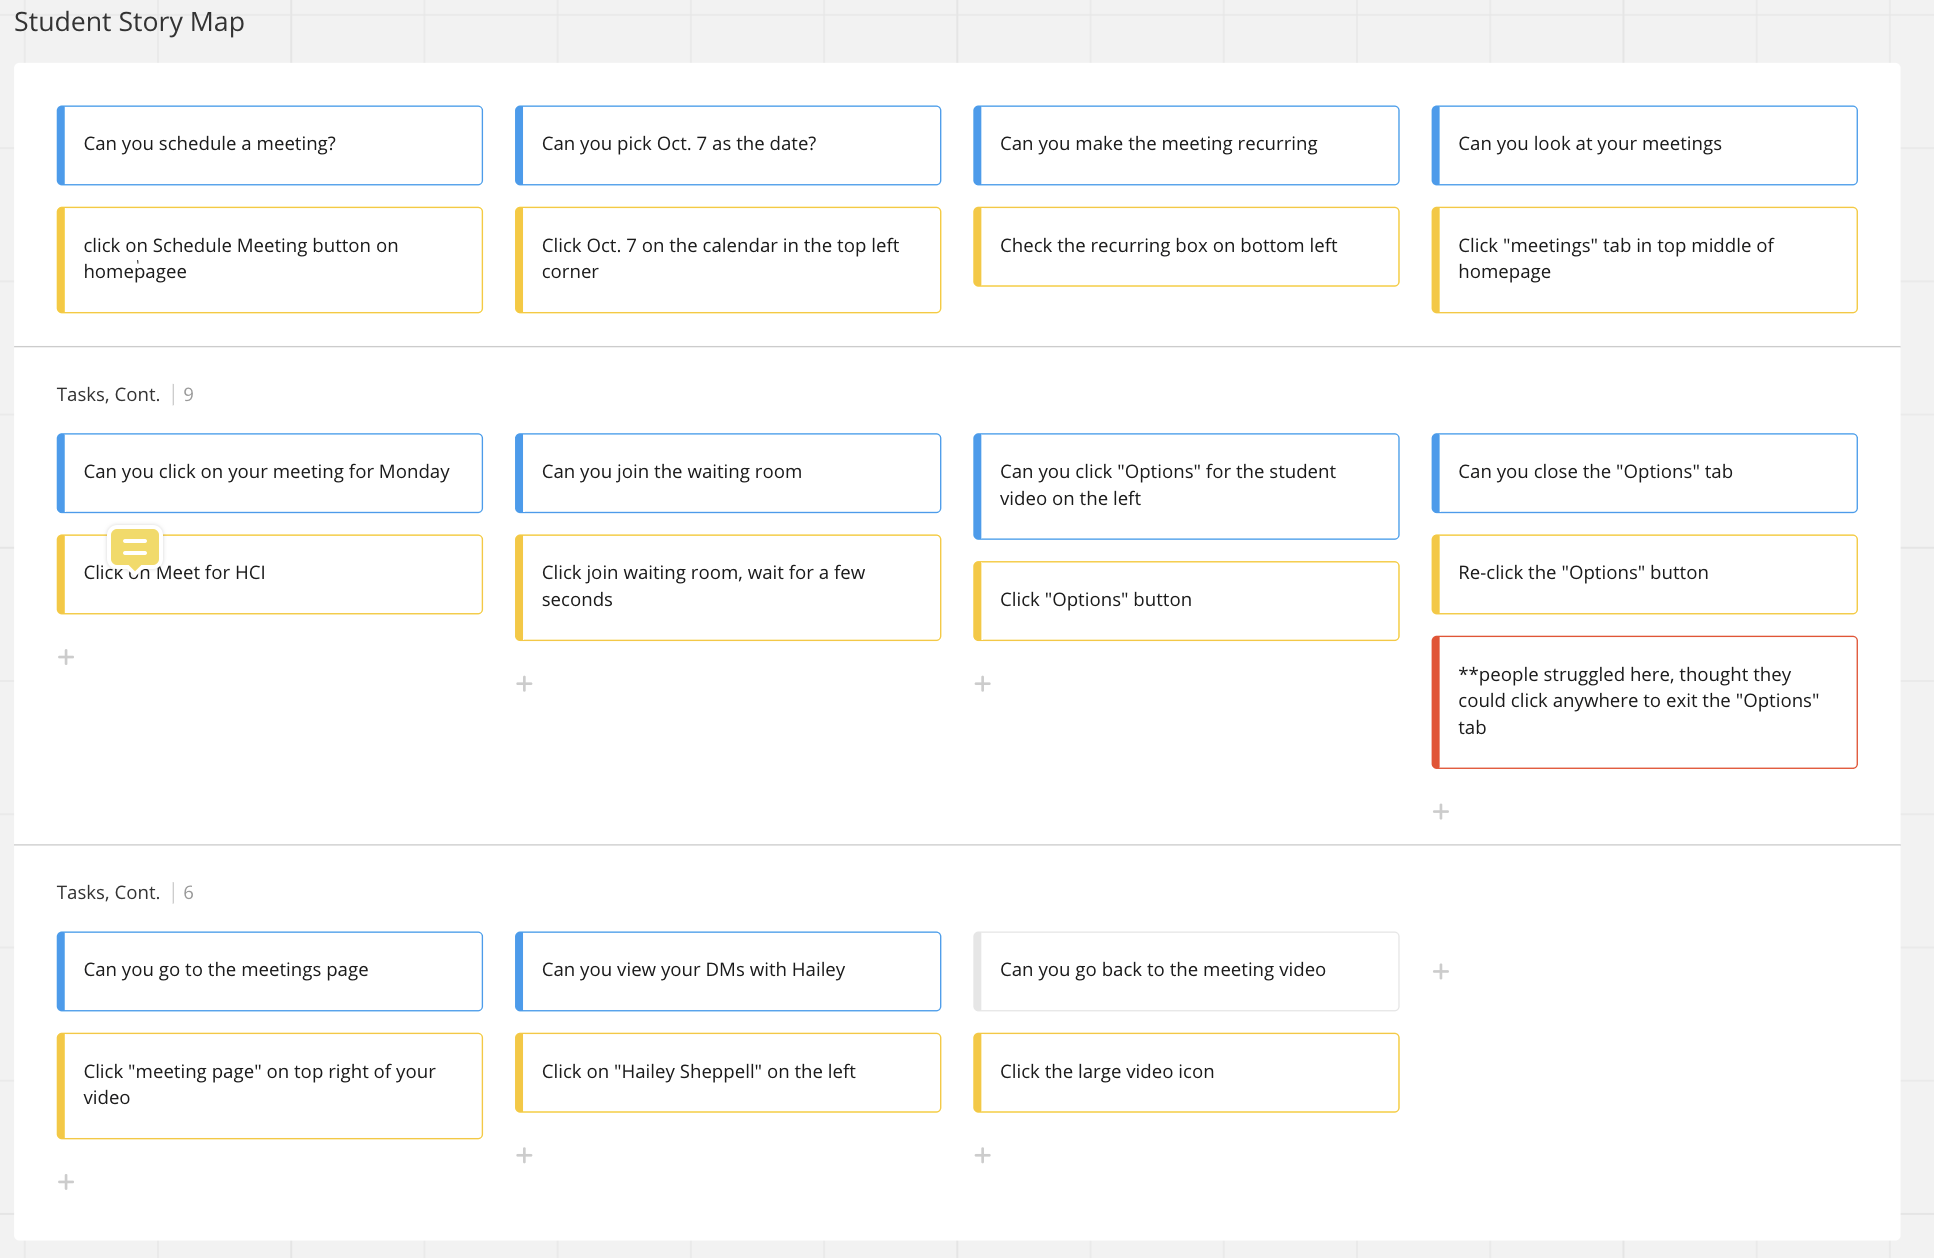 Student Story Map
Can you schedule a meeting?
Can you pick Oct. 7 as the date?
Can you make the meeting recurring
Can you look at your meetings
click on Schedule Meeting button on
homepagee
Click Oct. 7 on the calendar in the top left
corner
Check the recurring box on bottom left
Click "meetings" tab in top middle of
homepage
Tasks, Cont. | 9
Can you click on your meeting for Monday
Can you join the waiting room
Can you click "Options" for the student
video on the left
Can you close the "Options" tab
Click on Meet for HCI
Click join waiting room, wait for a few
seconds
Click "Options" button
Re-click the "Options" button
**people struggled here, thought they
could click anywhere to exit the "Options"
tab
Tasks, Cont. | 6
Can you go to the meetings page
Can you view your DMs with Hailey
Can you go back to the meeting video
Click "meeting page" on top right of your
video
Click on "Hailey Sheppell" on the left
Click the large video icon